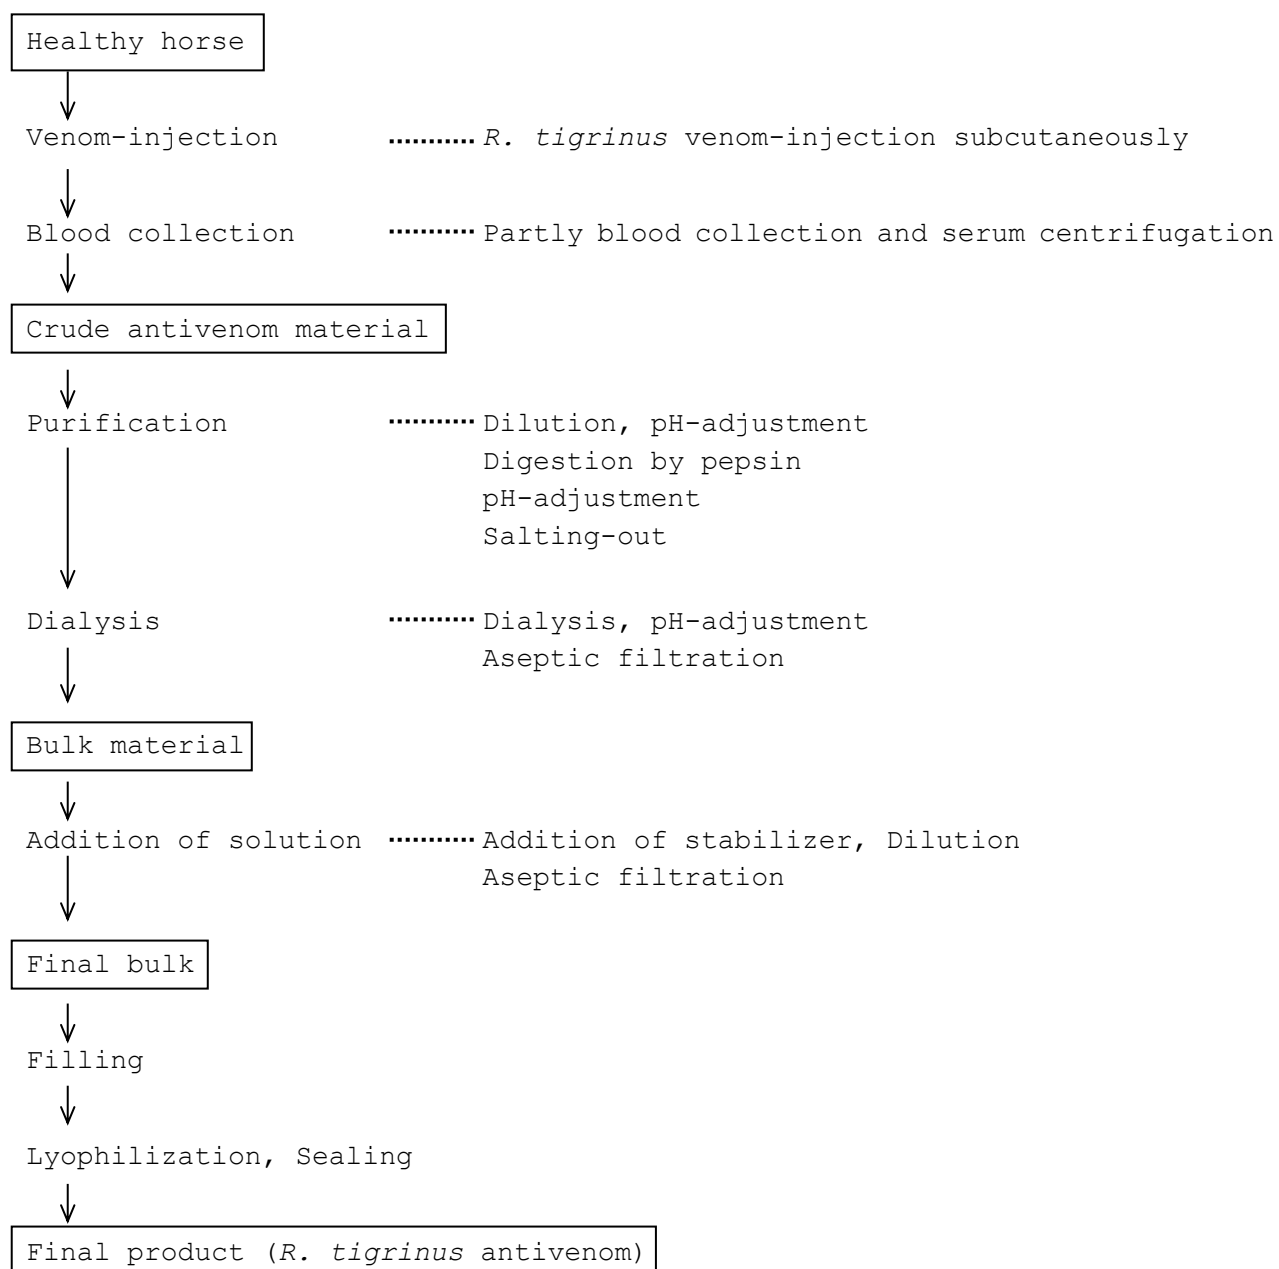 Healthy horse
Venom-injection ........... R. tigrinus venom-injection subcutaneously
Blood collection ........... Partly blood collection and serum centrifugation
Crude antivenom material
Purification ........... Dilution, pH-adjustment
Digestion by pepsin
pH-adjustment
Salting-out
Dialysis ........... Dialysis, pH-adjustment
Aseptic filtration
Bulk material
Addition of solution ........... Addition of stabilizer, Dilution
Aseptic filtration
Final bulk
Filling
Lyophilization, Sealing
Final product (R. tigrinus antivenom)